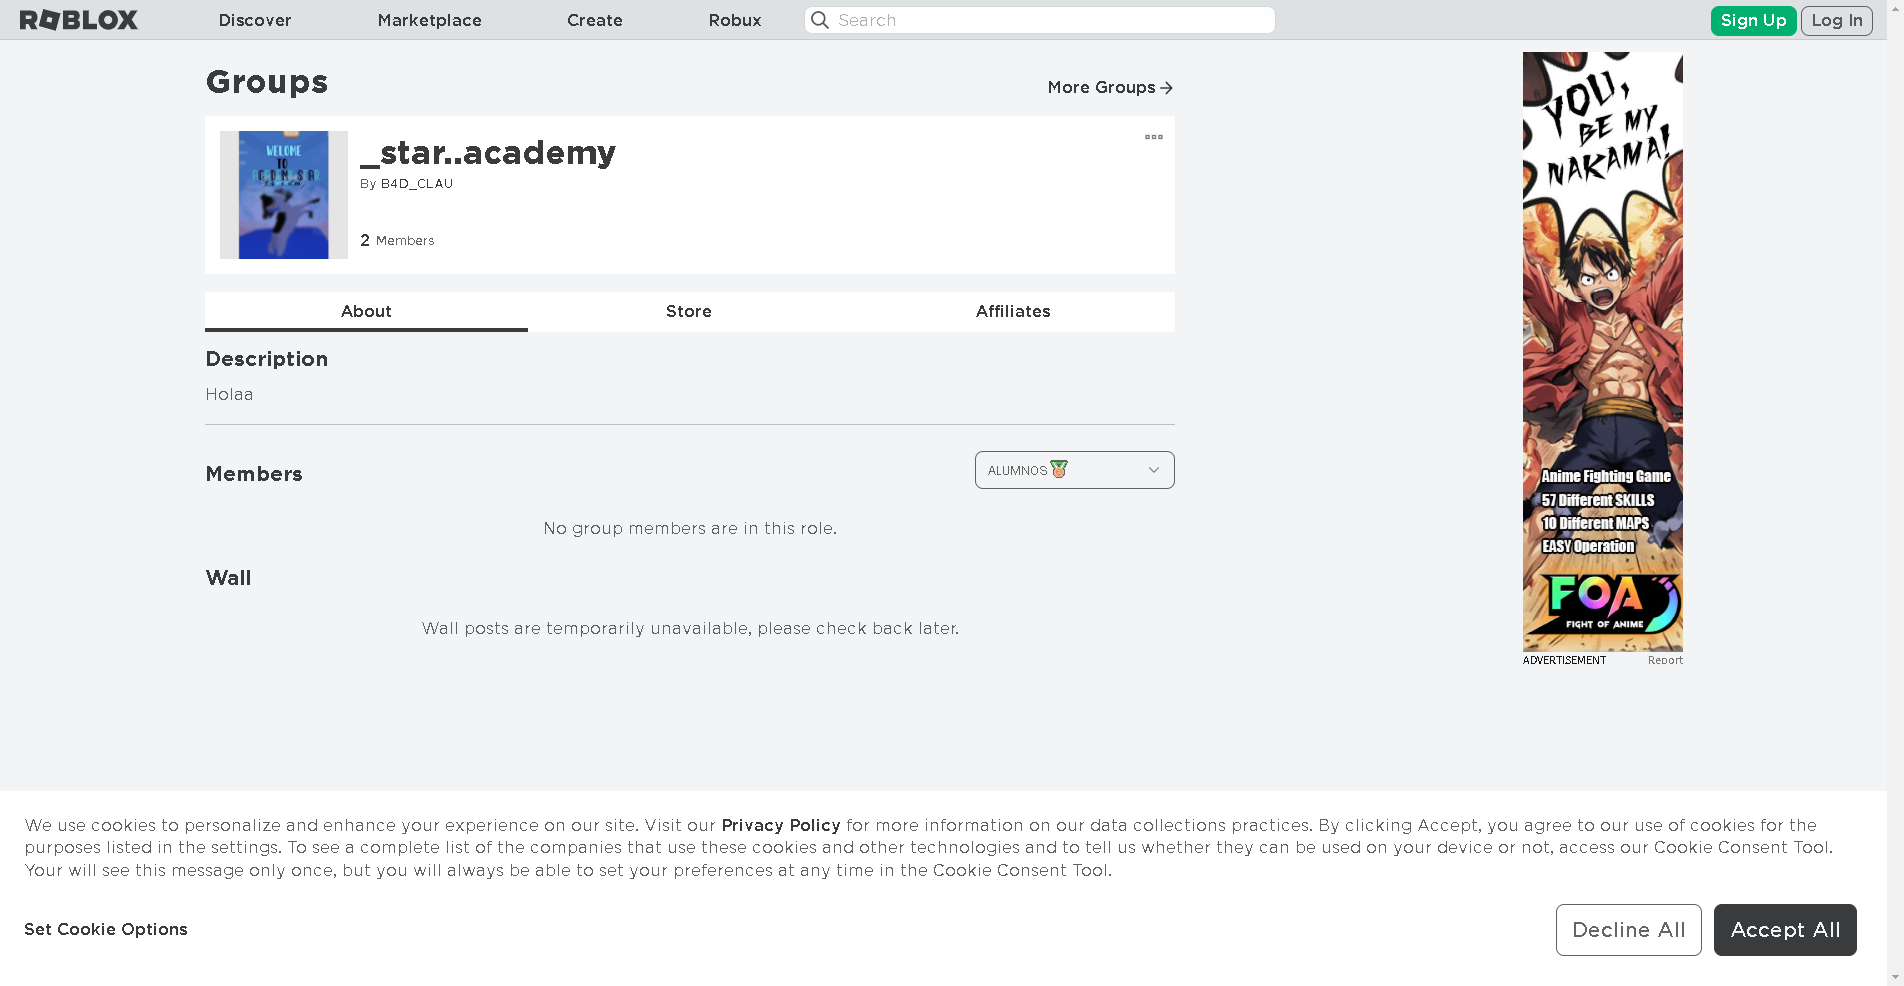 ROBLOX
Discover
Marketplace
Create
Robux
Search
Sign Up
Log In
Groups
More Groups
WELOME
TO
_star..academy
By B4D_CLAU
2 Members
About
Store
Affiliates
Description
Holaa
Members
ALUMNOS🏅
No group members are in this role.
Wall
Wall posts are temporarily unavailable, please check back later.
YOU,
BE MY
NAKAMA!
Anime Fighting Game
57 Different SKILLS
10 Different MAPS
EASY Operation
FOA
FIGHT OF ANIME
ADVERTISEMENT
Report
We use cookies to personalize and enhance your experience on our site. Visit our Privacy Policy for more information on our data collections practices. By clicking Accept, you agree to our use of cookies for the
purposes listed in the settings. To see a complete list of the companies that use these cookies and other technologies and to tell us whether they can be used on your device or not, access our Cookie Consent Tool.
Your will see this message only once, but you will always be able to set your preferences at any time in the Cookie Consent Tool.
Set Cookie Options
Decline All
Accept All